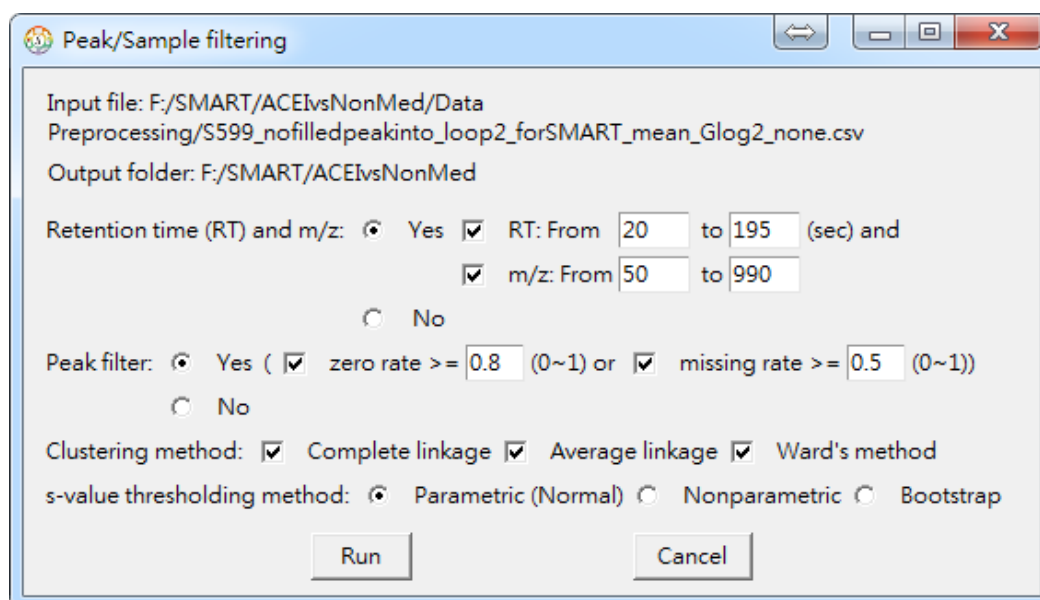 Peak/Sample filtering
Input file: F:/SMART/ACEIvsNonMed/Data
Preprocessing/S599_nofilledpeakinto_loop2_forSMART_mean_Glog2_none.csv
Output folder: F:/SMART/ACEIvsNonMed
Retention time (RT) and m/z: Yes RT: From 20 to 195 (sec) and
m/z: From 50 to 990
No
Peak filter: Yes ( zero rate >= 0.8 (0~1) or missing rate >= 0.5 (0~1))
No
Clustering method: Complete linkage Average linkage Ward's method
s-value thresholding method: Parametric (Normal) Nonparametric Bootstrap
Run Cancel